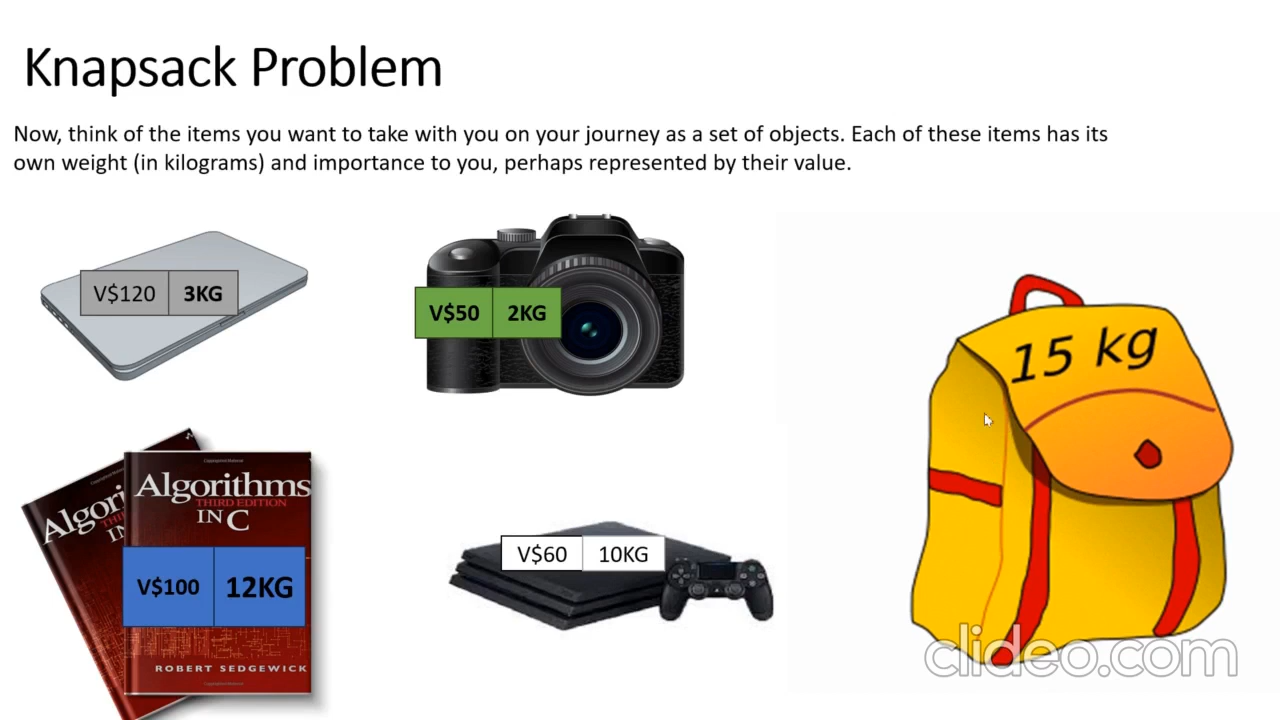 Knapsack Problem
Now, think of the items you want to take with you on your journey as a set of objects. Each of these items has its
own weight (in kilograms) and importance to you, perhaps represented by their value.
V$120 3KG
V$50 2KG
15 kg
Algorithms
THIRD EDITION
IN C
V$100 12KG
ROBERT SEDGEWICK
V$60 10KG
clideo.com